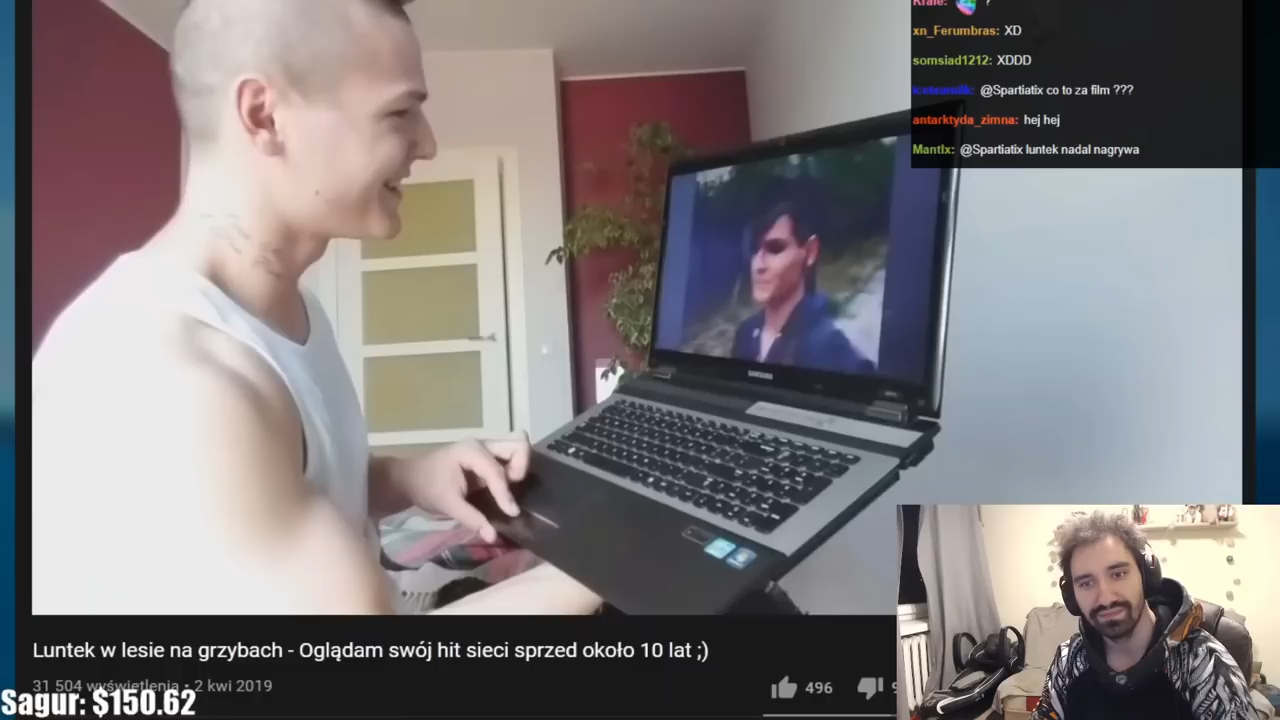 Krale: ?
xn_Ferumbras: XD
somsiad1212: XDDD
@Spartiatix co to za film ???
antarktyda_zimna: hej hej
Mantlx: @Spartiatix luntek nadal nagrywa
SAMSUNG
Luntek w lesie na grzybach - Oglądam swój hit sieci sprzed około 10 lat ;)
31 504 wyświetlenia • 2 kwi 2019
496
Sagur: $150.62